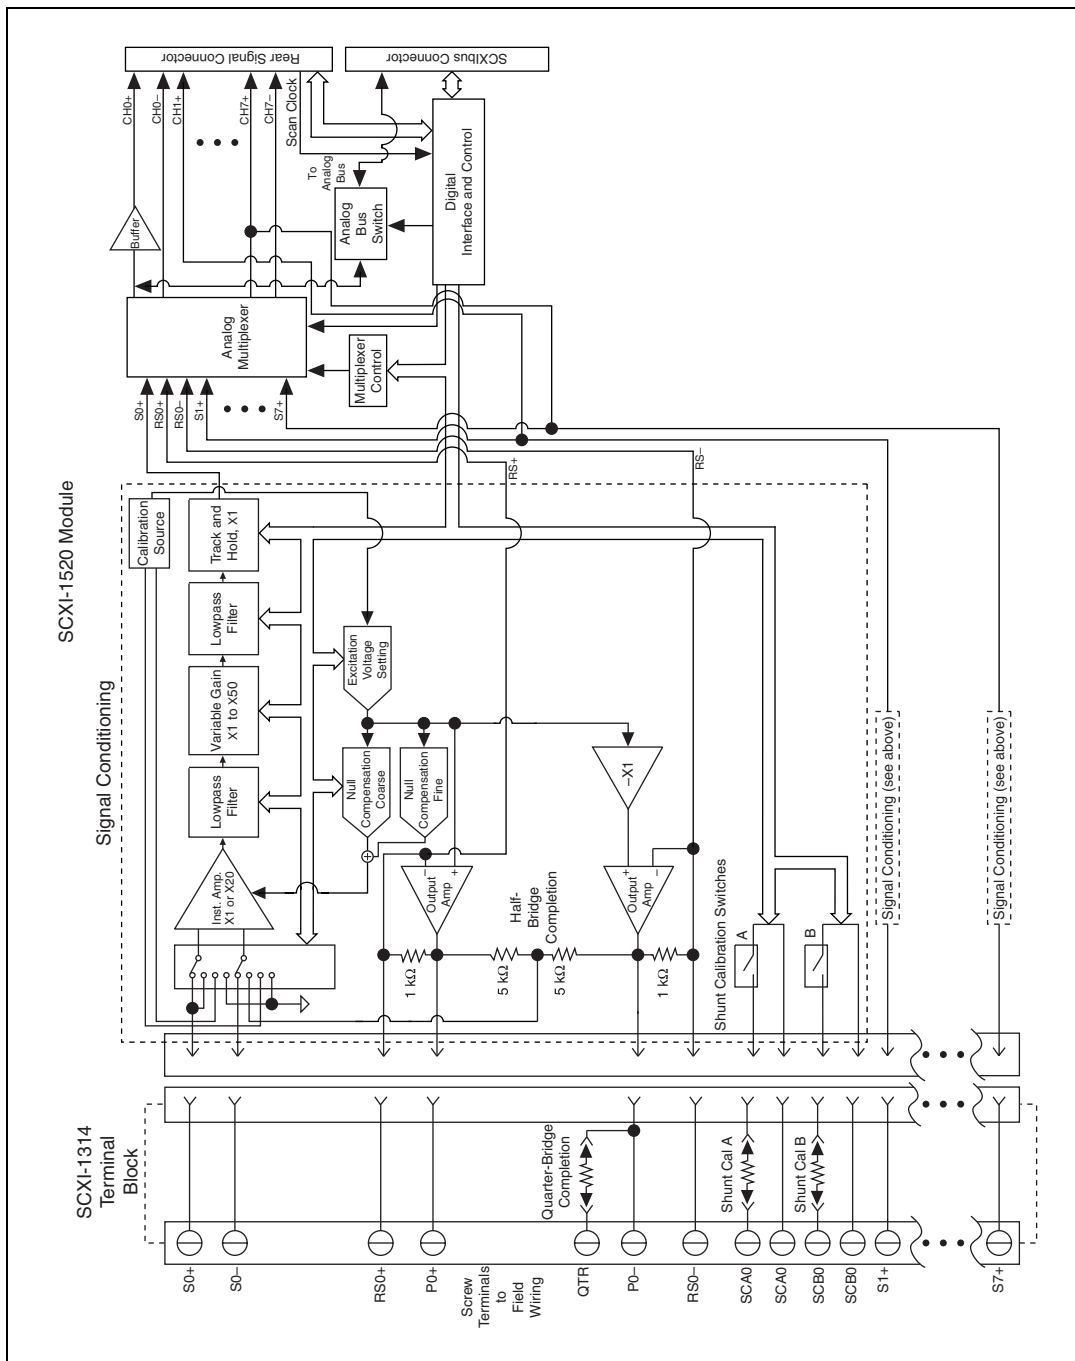 SCXI-1520 Module
Rear Signal Connector
SCXIbus Connector
CH0+
CH0–
CH1+
CH7+
CH7–
Scan Clock
To
Analog
Bus
Buffer
Analog
Bus
Switch
Digital
Interface and Control
Analog
Multiplexer
Multiplexer
Control
S0+
RS0+
RS0–
S1+
S7+
RS+
RS–
Signal Conditioning
Calibration
Source
Track and
Hold, X1
Lowpass
Filter
Variable Gain
X1 to X50
Lowpass
Filter
Inst. Amp.
X1 or X20
Excitation
Voltage
Setting
Null
Compensation
Coarse
Null
Compensation
Fine
+
–X1
Output
Amp
–
+
Output
Amp
+
–
Half-
Bridge
Completion
1 kΩ
5 kΩ
5 kΩ
1 kΩ
Shunt Calibration Switches
A
B
Signal Conditioning (see above)
Signal Conditioning (see above)
SCXI-1314
Terminal
Block
Quarter-Bridge
Completion
Shunt Cal A
Shunt Cal B
S0+
S0–
RS0+
P0+
Screw
Terminals
to
Field
Wiring
QTR
P0–
RS0–
SCA0
SCA0
SCB0
SCB0
S1+
S7+